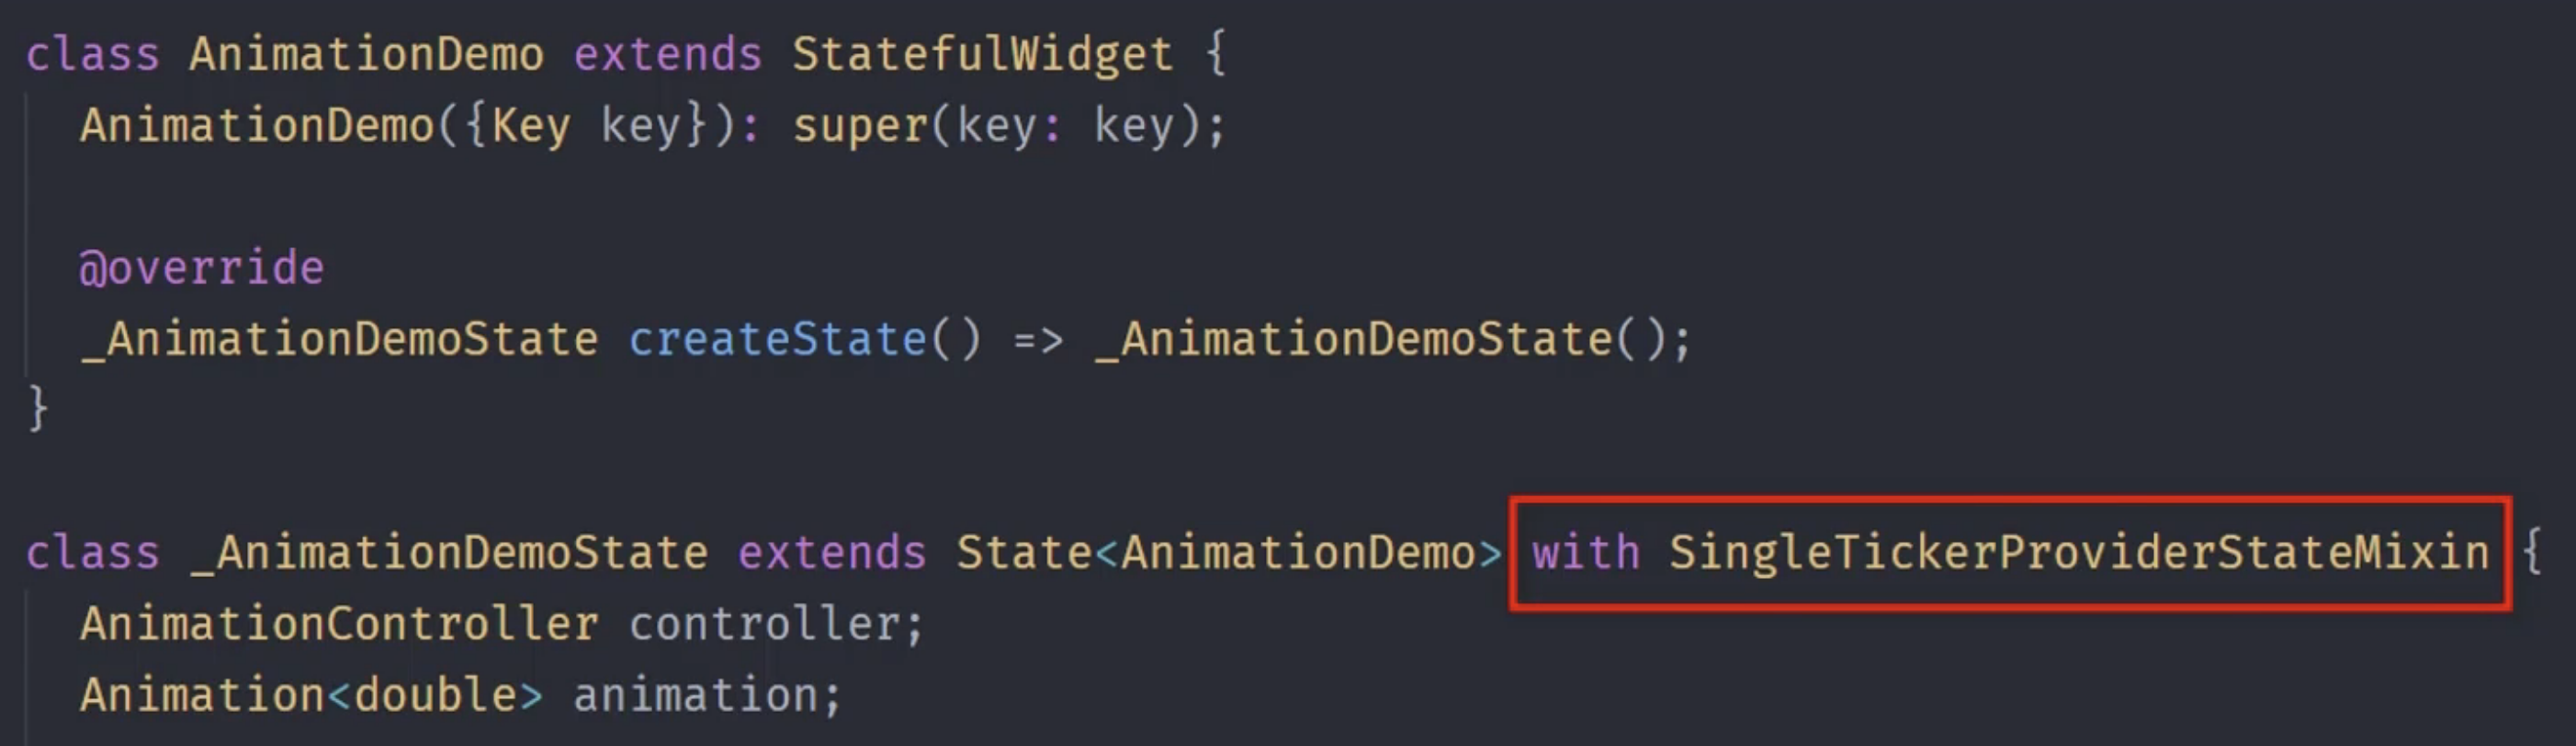 class AnimationDemo extends StatefulWidget {
AnimationDemo({Key key}): super(key: key);
@override
_AnimationDemoState createState() => _AnimationDemoState();
}
class _AnimationDemoState extends State<AnimationDemo> with SingleTickerProviderStateMixin {
AnimationController controller;
Animation<double> animation;